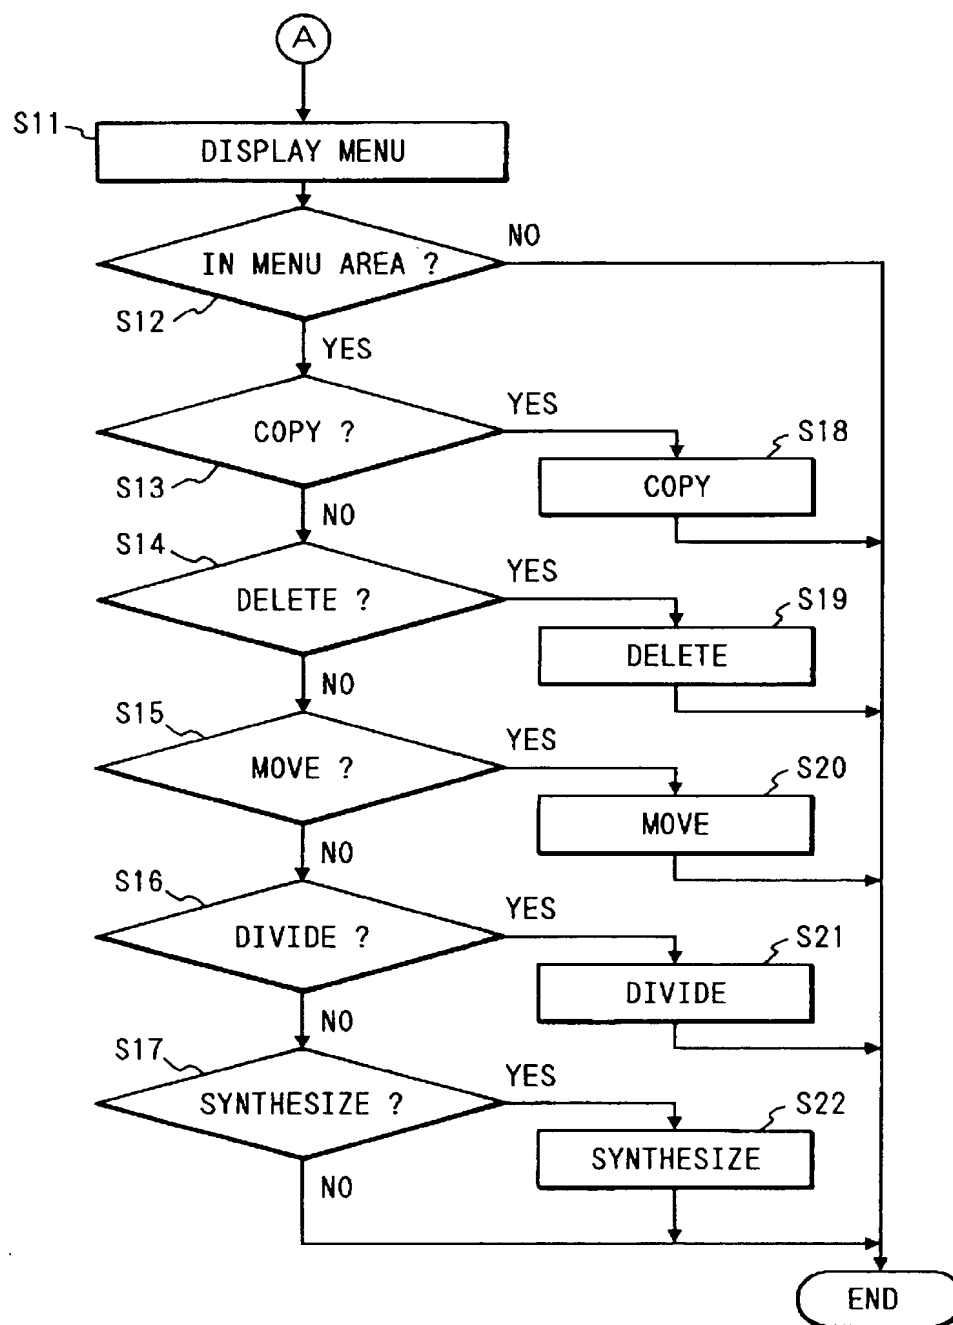 A
S11
DISPLAY MENU
NO
IN MENU AREA ?
S12
YES
YES
COPY ?
S18
COPY
S13
NO
S14
YES
DELETE ?
S19
DELETE
NO
S15
YES
MOVE ?
S20
MOVE
NO
S16
YES
DIVIDE ?
S21
DIVIDE
NO
S17
YES
SYNTHESIZE ?
S22
SYNTHESIZE
NO
END